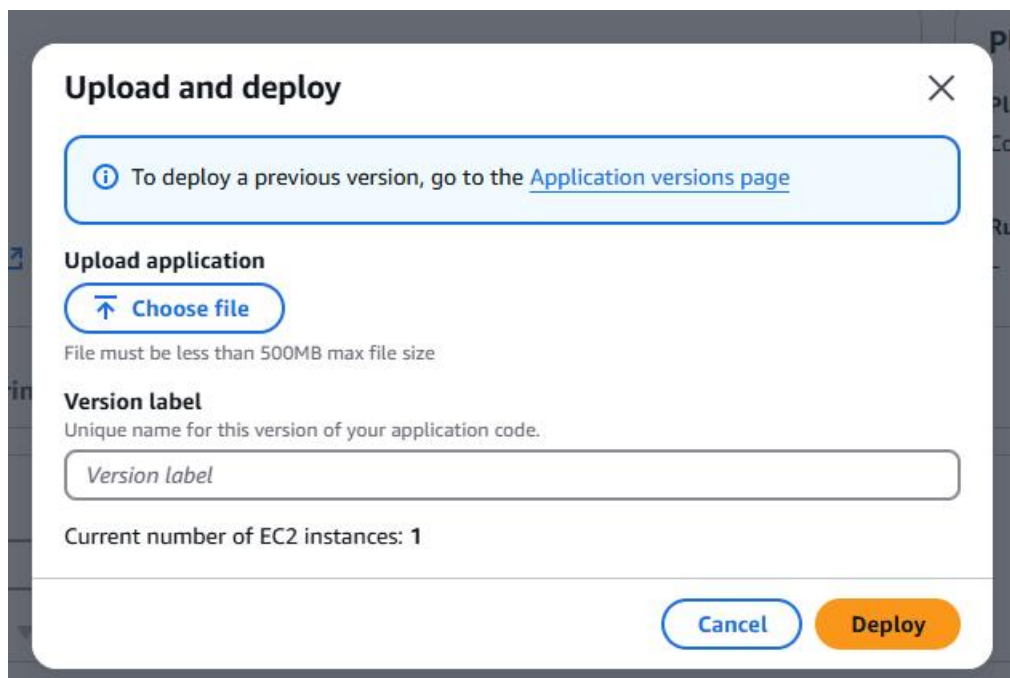 Upload and deploy
To deploy a previous version, go to the Application versions page
Upload application
Choose file
File must be less than 500MB max file size
Version label
Unique name for this version of your application code.
Version label
Current number of EC2 instances: 1
Cancel
Deploy